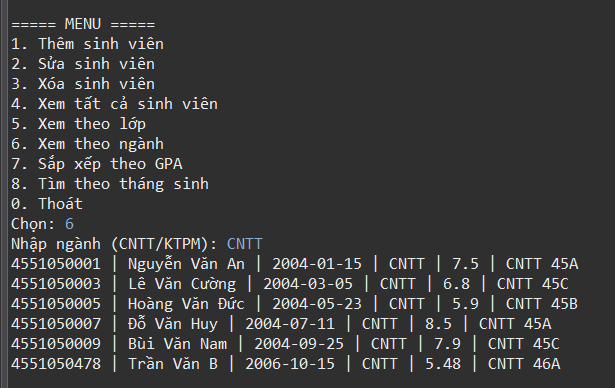 ===== MENU =====
1. Thêm sinh viên
2. Sửa sinh viên
3. Xóa sinh viên
4. Xem tất cả sinh viên
5. Xem theo lớp
6. Xem theo ngành
7. Sắp xếp theo GPA
8. Tìm theo tháng sinh
0. Thoát
Chọn: 6
Nhập ngành (CNTT/KTPM): CNTT
4551050001 | Nguyễn Văn An | 2004-01-15 | CNTT | 7.5 | CNTT 45A
4551050003 | Lê Văn Cường | 2004-03-05 | CNTT | 6.8 | CNTT 45C
4551050005 | Hoàng Văn Đức | 2004-05-23 | CNTT | 5.9 | CNTT 45B
4551050007 | Đỗ Văn Huy | 2004-07-11 | CNTT | 8.5 | CNTT 45A
4551050009 | Bùi Văn Nam | 2004-09-25 | CNTT | 7.9 | CNTT 45C
4551050478 | Trần Văn B | 2006-10-15 | CNTT | 5.48 | CNTT 46A